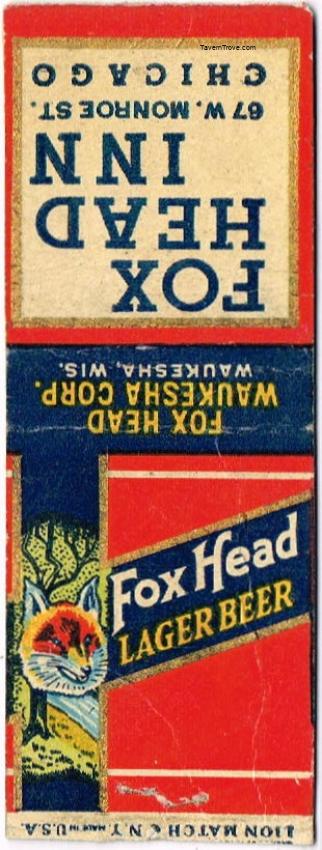 TavernTrove.com
FOX
HEAD
INN
67 W. MONROE ST.
CHICAGO
FOX HEAD
WAUKESHA CORP.
WAUKESHA, WIS.
Fox Head
LAGER BEER
LION MATCH C. N.Y. MADE IN U.S.A.